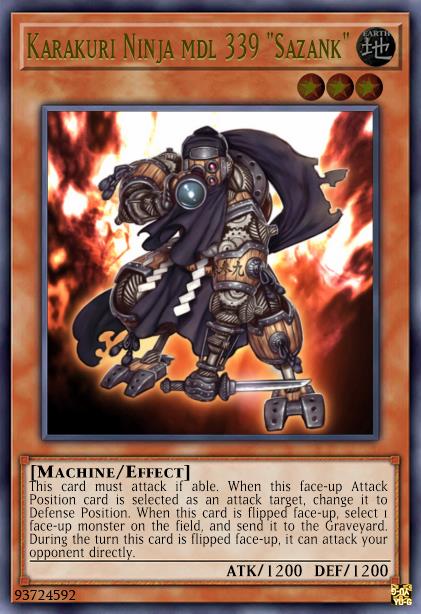 Karakuri Ninja mdl 339 "Sazank"
EARTH
地
[Machine/Effect]
This card must attack if able. When this face-up Attack
Position card is selected as an attack target, change it to
Defense Position. When this card is flipped face-up, select 1
face-up monster on the field, and send it to the Graveyard.
During the turn this card is flipped face-up, it can attack your
opponent directly.
ATK/1200 DEF/1200
93724592